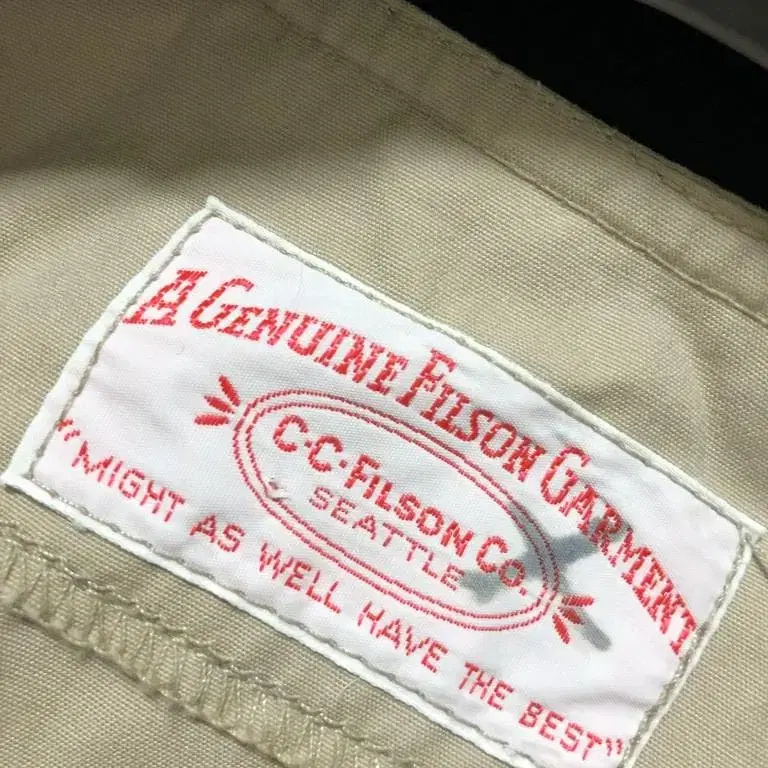 A GENUINE FILSON GARMENT
C·C·FILSON CO.
SEATTLE
"MIGHT AS WELL HAVE THE BEST"